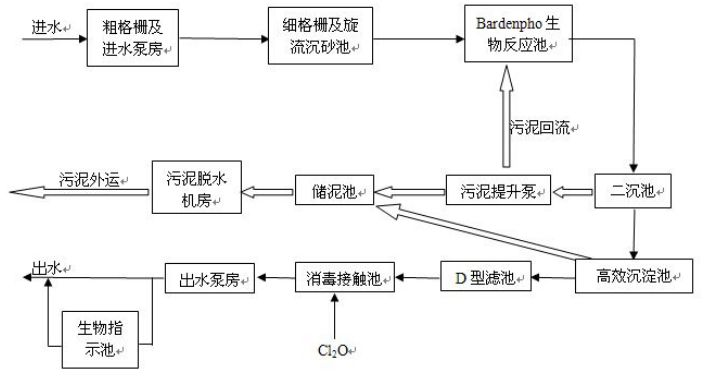 进水
粗格栅及
进水泵房
细格栅及旋
流沉砂池
Bardenpho 生
物反应池
污泥回流
污泥外运
污泥脱水
机房
储泥池
污泥提升泵
二沉池
出水
出水泵房
消毒接触池
D 型滤池
高效沉淀池
生物指
示池
Cl₂O